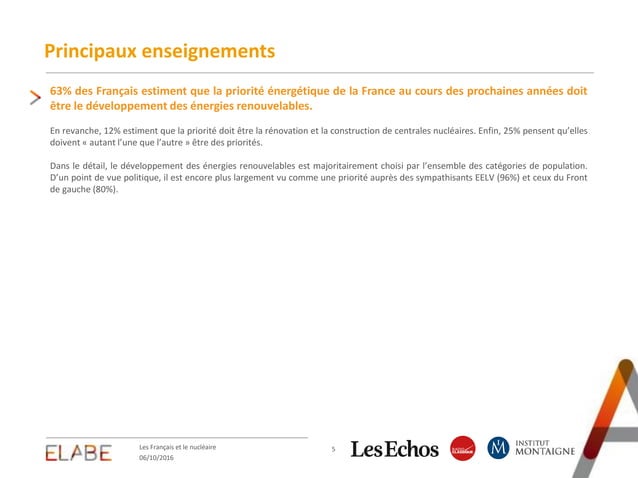 Principaux enseignements
63% des Français estiment que la priorité énergétique de la France au cours des prochaines années doit
être le développement des énergies renouvelables.
En revanche, 12% estiment que la priorité doit être la rénovation et la construction de centrales nucléaires. Enfin, 25% pensent qu’elles
doivent « autant l’une que l’autre » être des priorités.
Dans le détail, le développement des énergies renouvelables est majoritairement choisi par l’ensemble des catégories de population.
D’un point de vue politique, il est encore plus largement vu comme une priorité auprès des sympathisants EELV (96%) et ceux du Front
de gauche (80%).
ELABE
Les Français et le nucléaire
06/10/2016
5
Les Echos
INSTITUT
MONTAIGNE